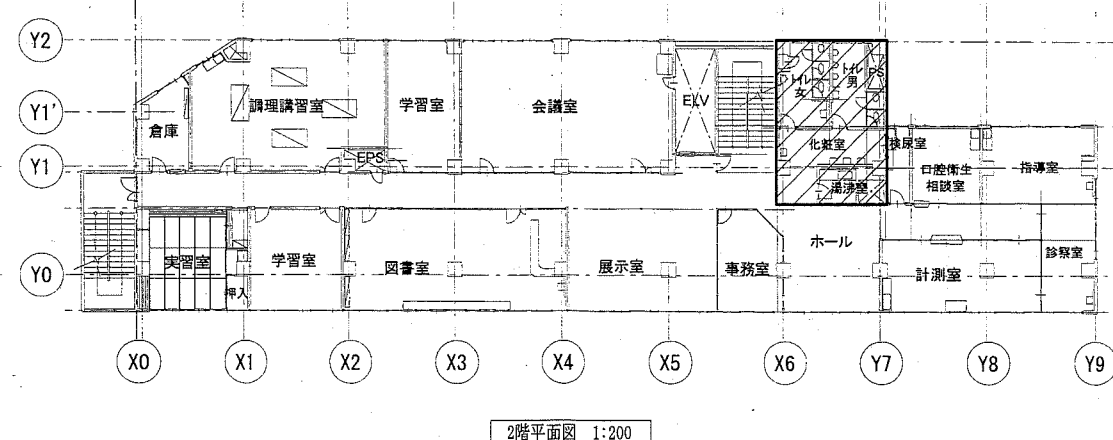 Y2
トイレ
女
トイレ
男
PS
調理講習室
学習室
会議室
ELV
Y1'
倉庫
化粧室
検尿室
EPS
Y1
口腔衛生
相談室
指導室
湯沸室
ホール
実習室
学習室
図書室
展示室
事務室
計測室
診察室
Y0
押入
X0
X1
X2
X3
X4
X5
X6
Y7
Y8
Y9
2階平面図 1:200